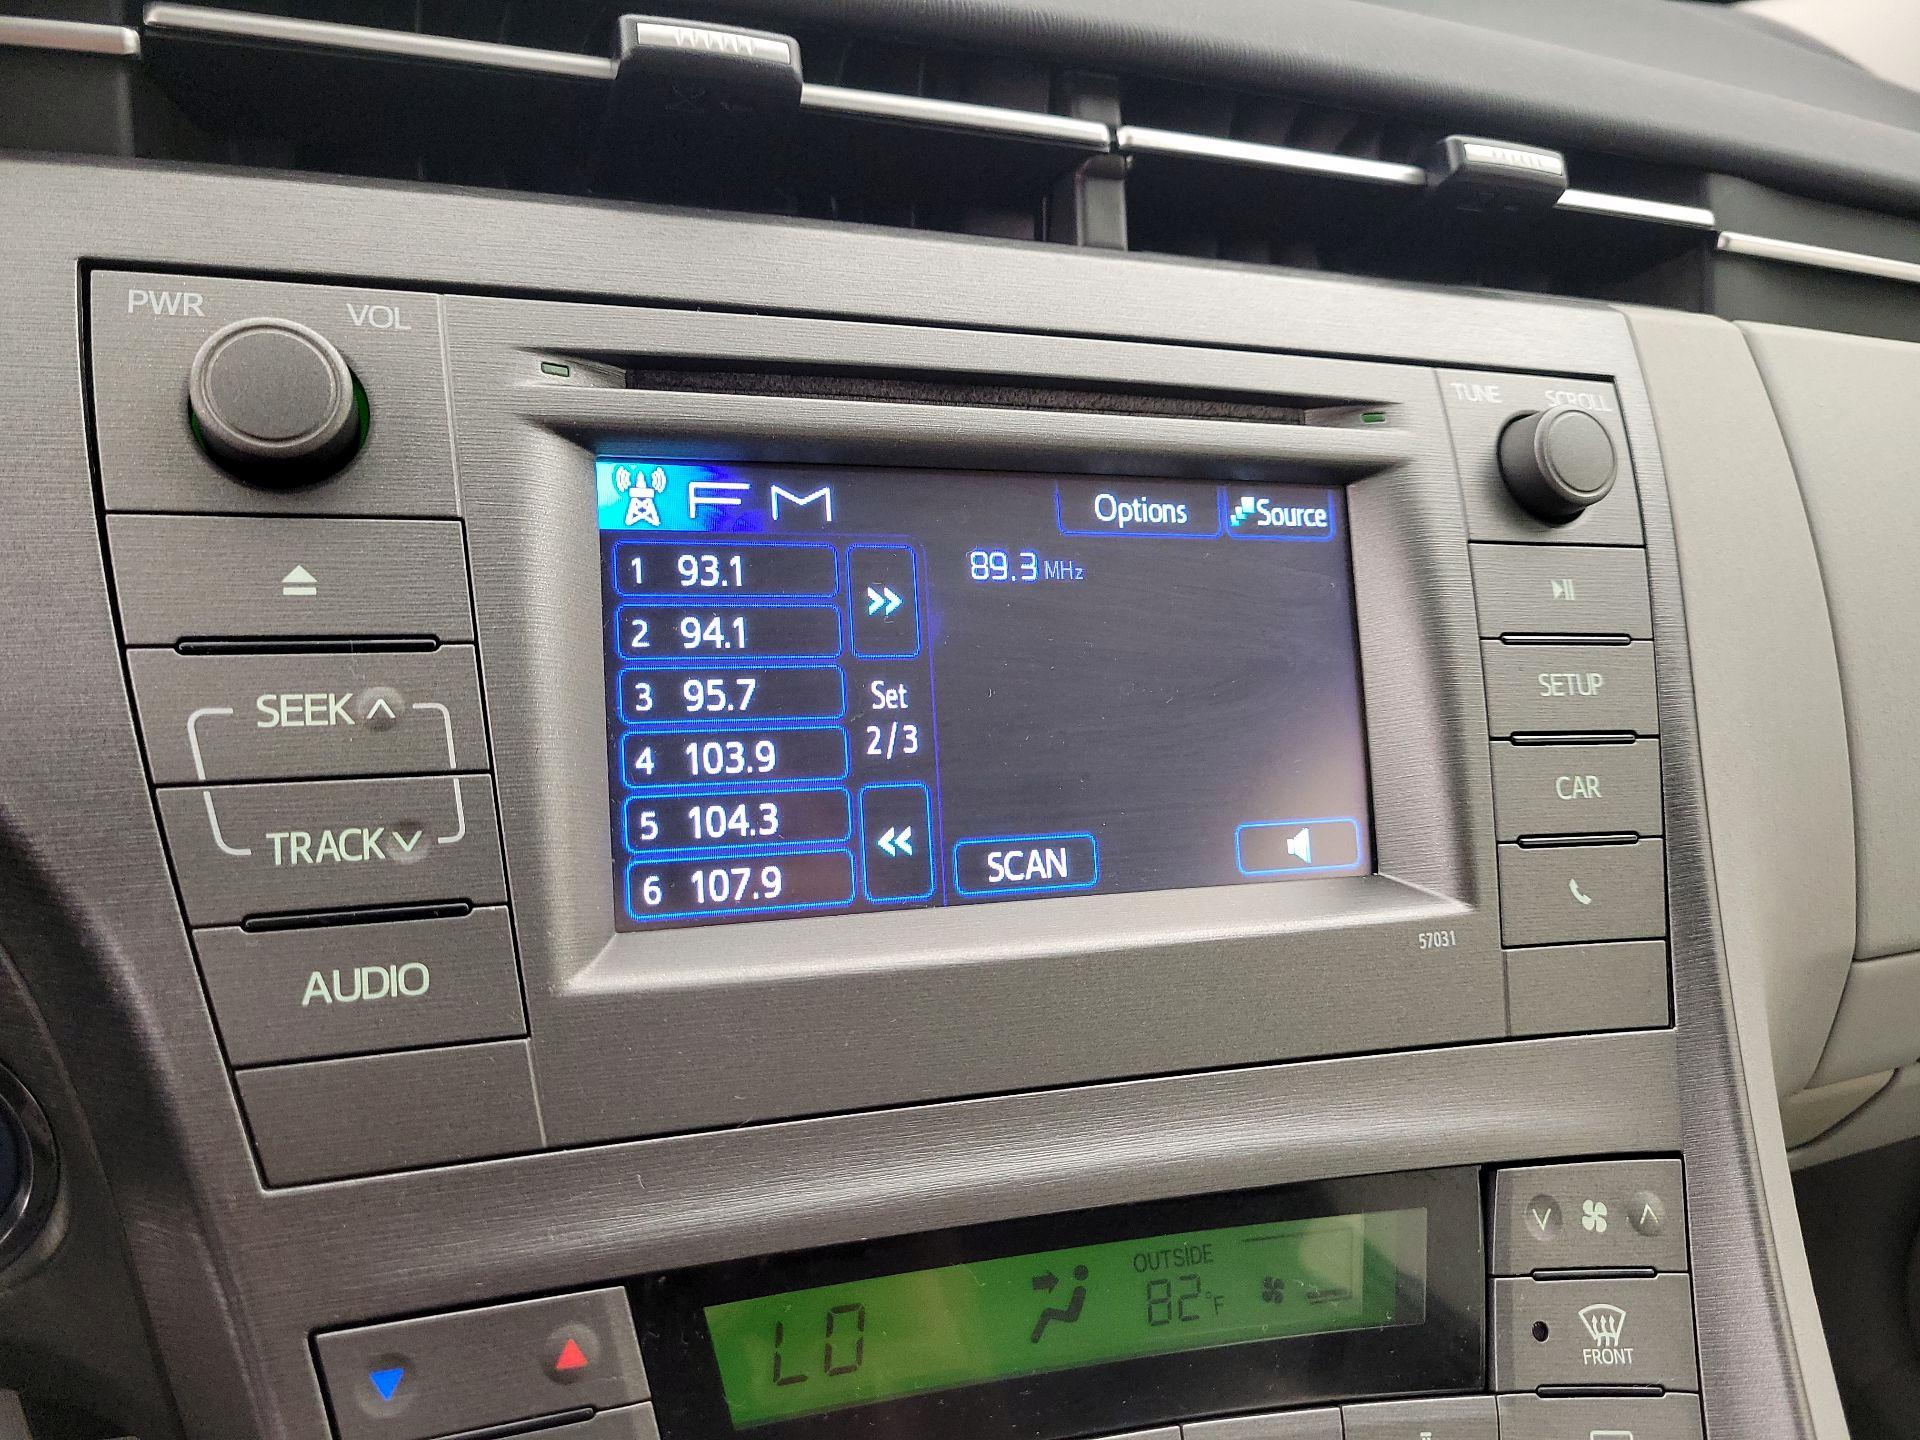 PWR VOL
TUNE SCROLL
FM Options Source
1 93.1
89.3 MHz
2 94.1
3 95.7
Set
2/3
4 103.9
5 104.3
6 107.9
SCAN
SEEK
TRACK
AUDIO
SETUP
CAR
57031
LO
OUTSIDE
82°F
FRONT